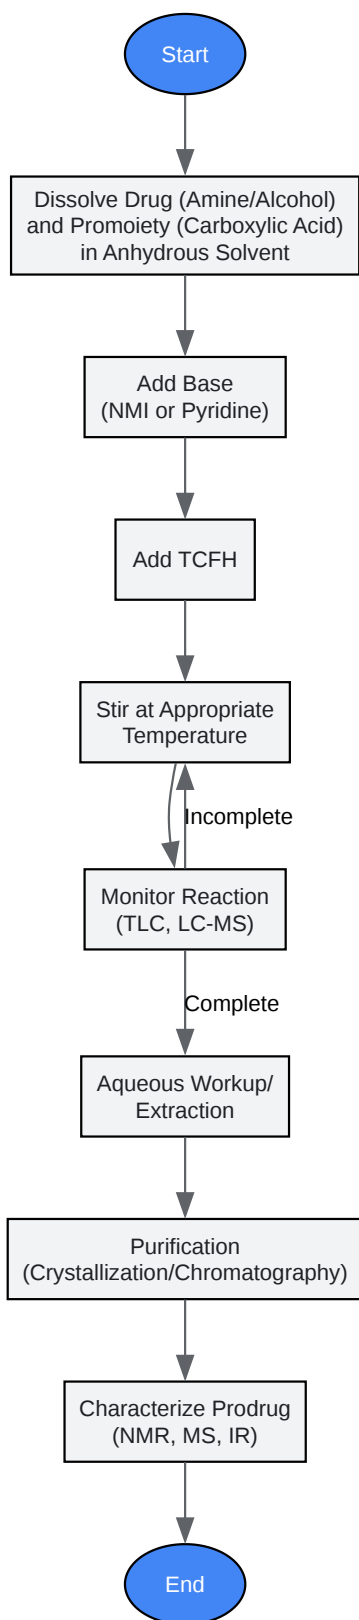 Start
Dissolve Drug (Amine/Alcohol)
and Promoiety (Carboxylic Acid)
in Anhydrous Solvent
Add Base
(NMI or Pyridine)
Add TCFH
Stir at Appropriate
Temperature
Incomplete
Monitor Reaction
(TLC, LC-MS)
Complete
Aqueous Workup/
Extraction
Purification
(Crystallization/Chromatography)
Characterize Prodrug
(NMR, MS, IR)
End